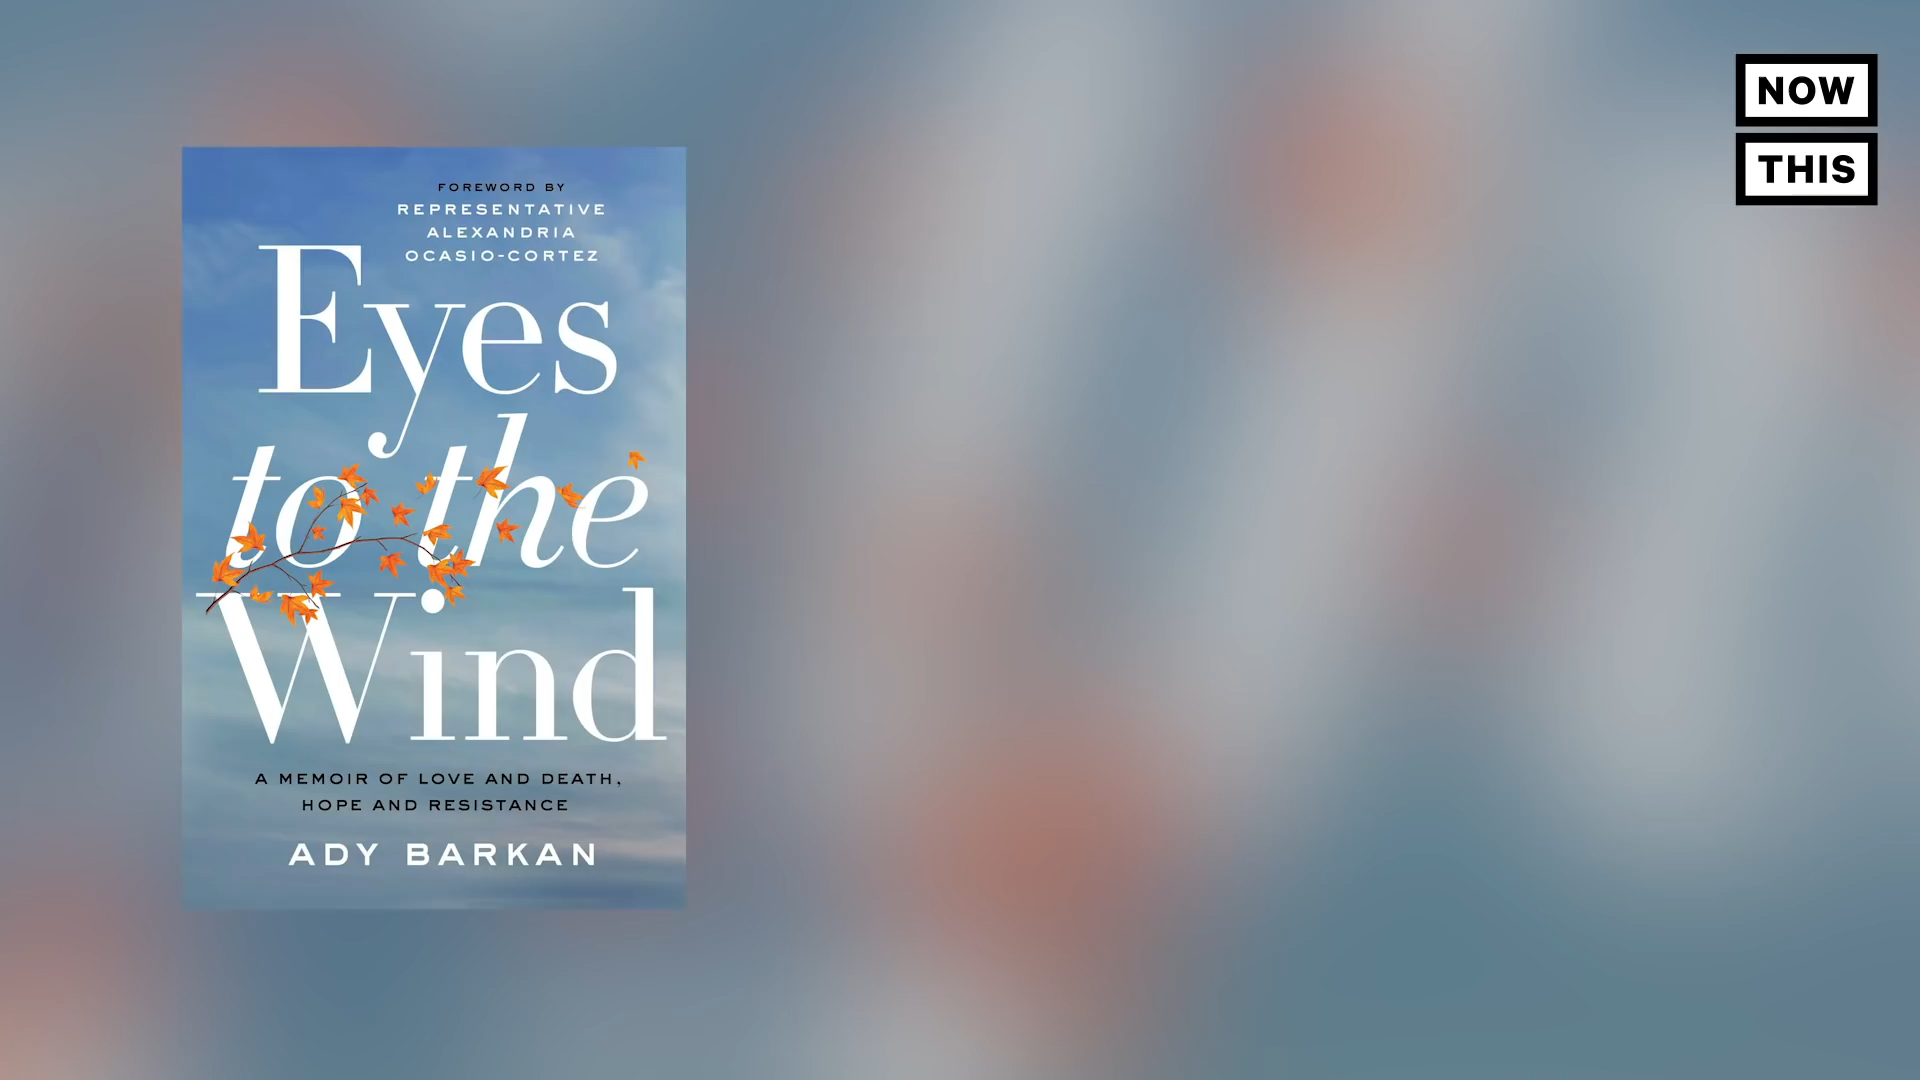 FOREWORD BY
REPRESENTATIVE
ALEXANDRIA
OCASIO-CORTEZ
Eyes
to the
Wind
A MEMOIR OF LOVE AND DEATH,
HOPE AND RESISTANCE
ADY BARKAN
NOW
THIS